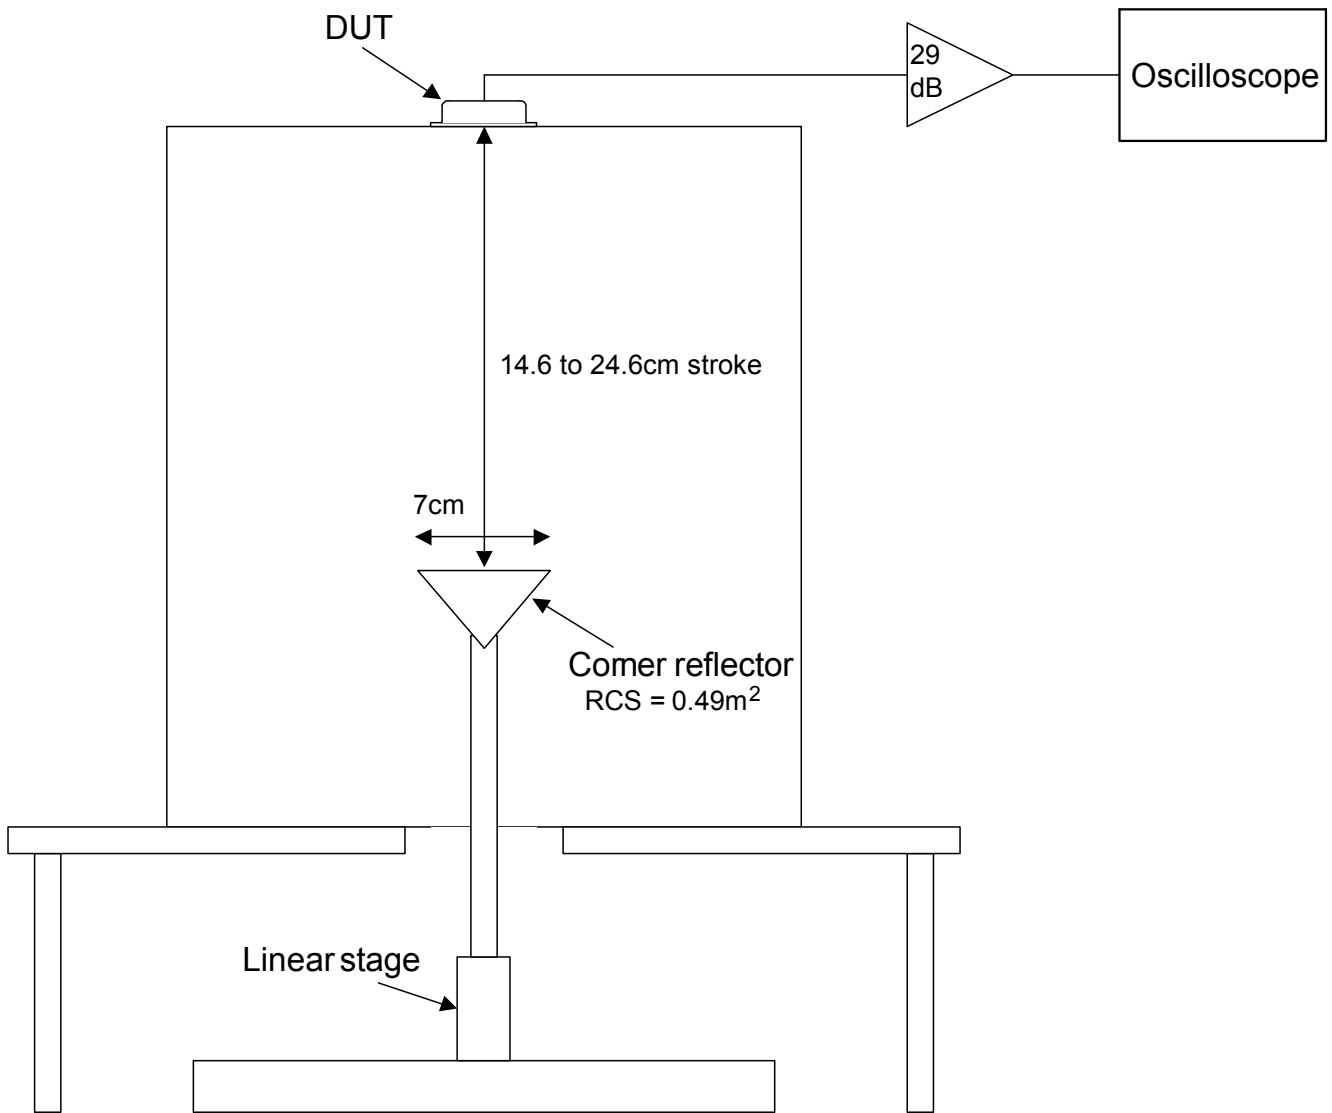 DUT
29
dB
Oscilloscope
14.6 to 24.6cm stroke
7cm
Corner reflector
RCS = 0.49m²
Linear stage